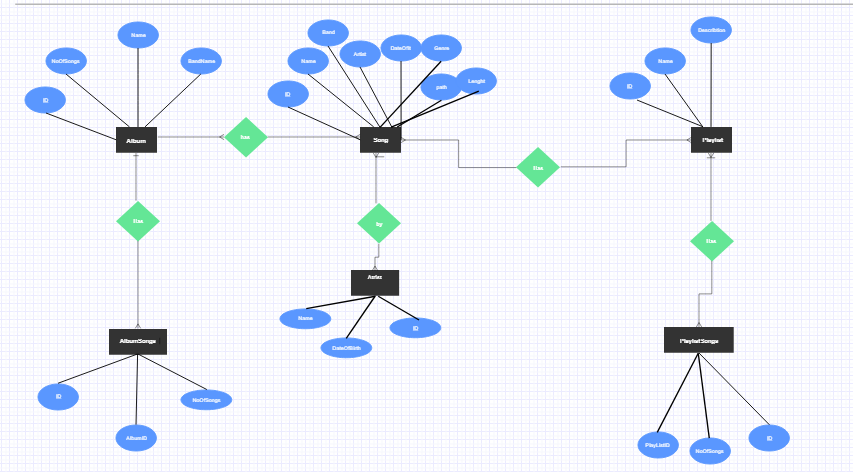 Name
NoOfSongs
BandName
ID
Album
has
Band
Artist
DateOfR
Genre
Name
path
Lenght
ID
Song
Has
Description
Name
ID
Playlist
Has
by
Has
Name
ID
DateOfBirth
AlbumSongs
ID
NoOfSongs
AlbumID
PlaylistSongs
PlayListID
NoOfSongs
ID